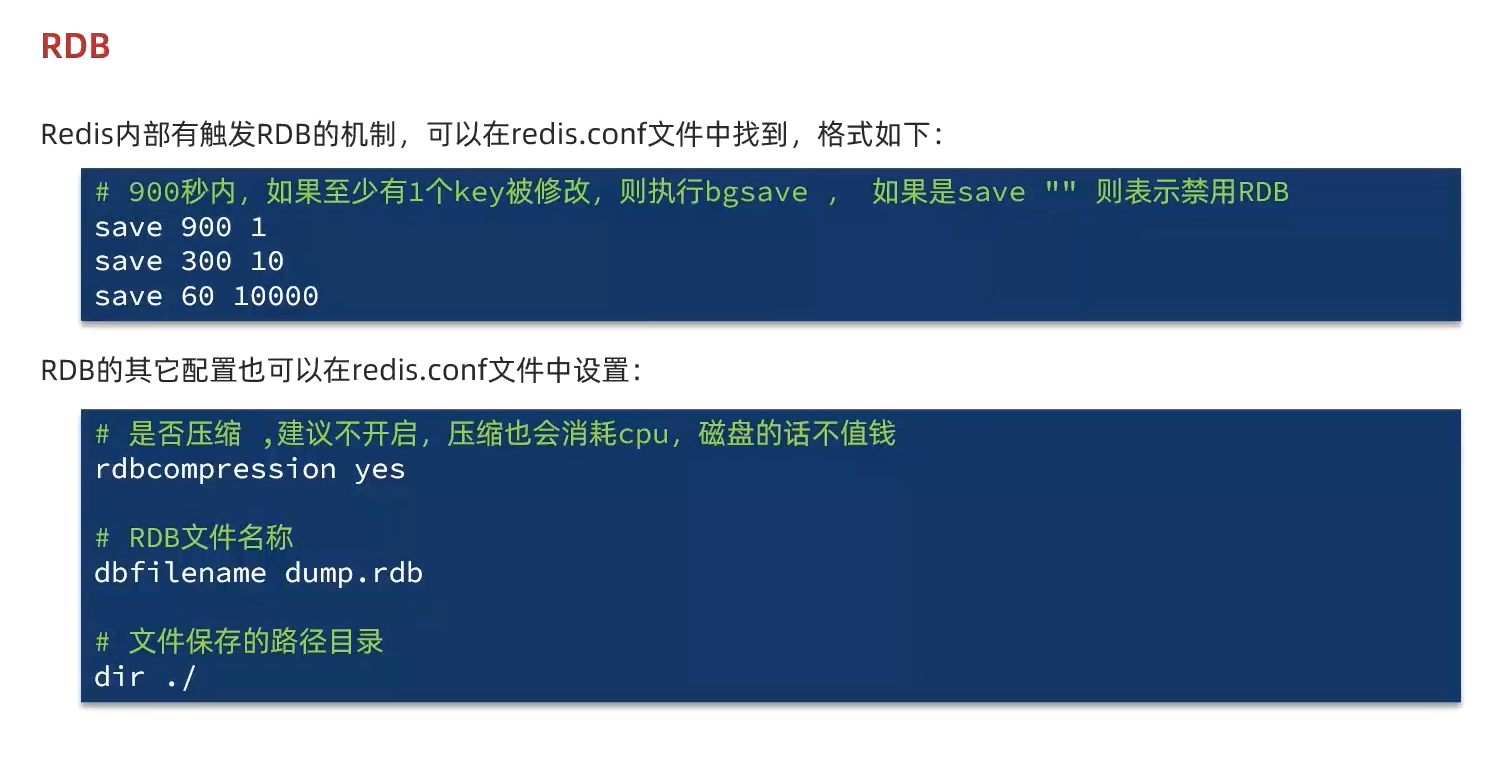 RDB
Redis内部有触发RDB的机制，可以在redis.conf文件中找到，格式如下：
# 900秒内，如果至少有1个key被修改，则执行bgsave ， 如果是save "" 则表示禁用RDB
save 900 1
save 300 10
save 60 10000
RDB的其它配置也可以在redis.conf文件中设置：
# 是否压缩 ,建议不开启，压缩也会消耗cpu，磁盘的话不值钱
rdbcompression yes
# RDB文件名称
dbfilename dump.rdb
# 文件保存的路径目录
dir ./